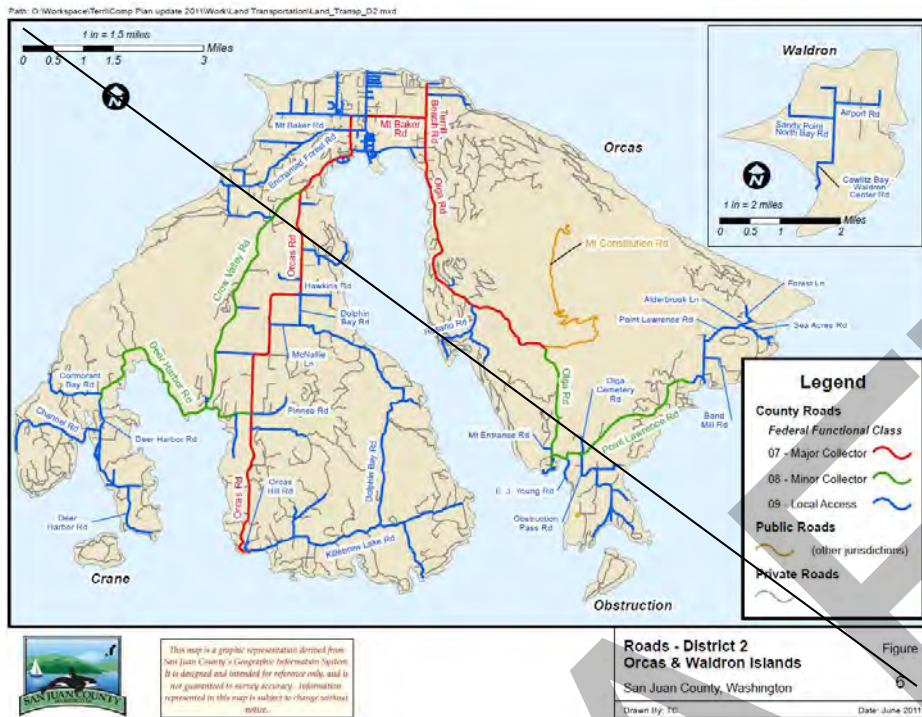 Path: O:\Workspace\Terri\Comp Plan update 2011\Work\Land Transportation\Land_Transp_D2 mxd
1 in = 1.5 miles
Miles
0 0.5 1 1.5 3
N
Waldron
Airport Rd
Sandy Point
North Bay Rd
Cowlitz Bay
Waldron
Center Rd
N
1 in = 2 miles
Miles
0 0.5 1 2
Mt Baker Rd
Mt Baker
Rd
Terrill
Beach Rd
Enchanted Forest Rd
Orcas
Olga Rd
Mt Constitution Rd
Crow Valley Rd
Orcas Rd
Hawkins Rd
Dolphin
Bay Rd
Rosario Rd
Forest Ln
Alderbrook Ln
Point Lawrence Rd
Sea Acres Rd
McNallie
Ln
Deer Harbor Rd
Cormorant
Bay Rd
Channel Rd
Deer Harbor Rd
Pinneo Rd
Olga Rd
Olga
Cemetery
Rd
Point Lawrence Rd
Bond
Mill Rd
Mt Entrance Rd
Dolphin Bay Rd
Orcas Rd
Orcas
Hill Rd
E. J. Young Rd
Obstruction
Pass Rd
Deer
Harbor Rd
Killebrew Lake Rd
Crane
Obstruction
Legend
County Roads
Federal Functional Class
07 - Major Collector
08 - Minor Collector
09 - Local Access
Public Roads
(other jurisdictions)
Private Roads
SAN JUAN COUNTY
WASHINGTON
This map is a graphic representation derived from
San Juan County's Geographic Information System.
It is designed and intended for reference only, and is
not guaranteed to survey accuracy. Information
represented in this map is subject to change without
notice.
Roads - District 2
Orcas & Waldron Islands
San Juan County, Washington
Figure
6
Drawn By: TC
Date: June 2011